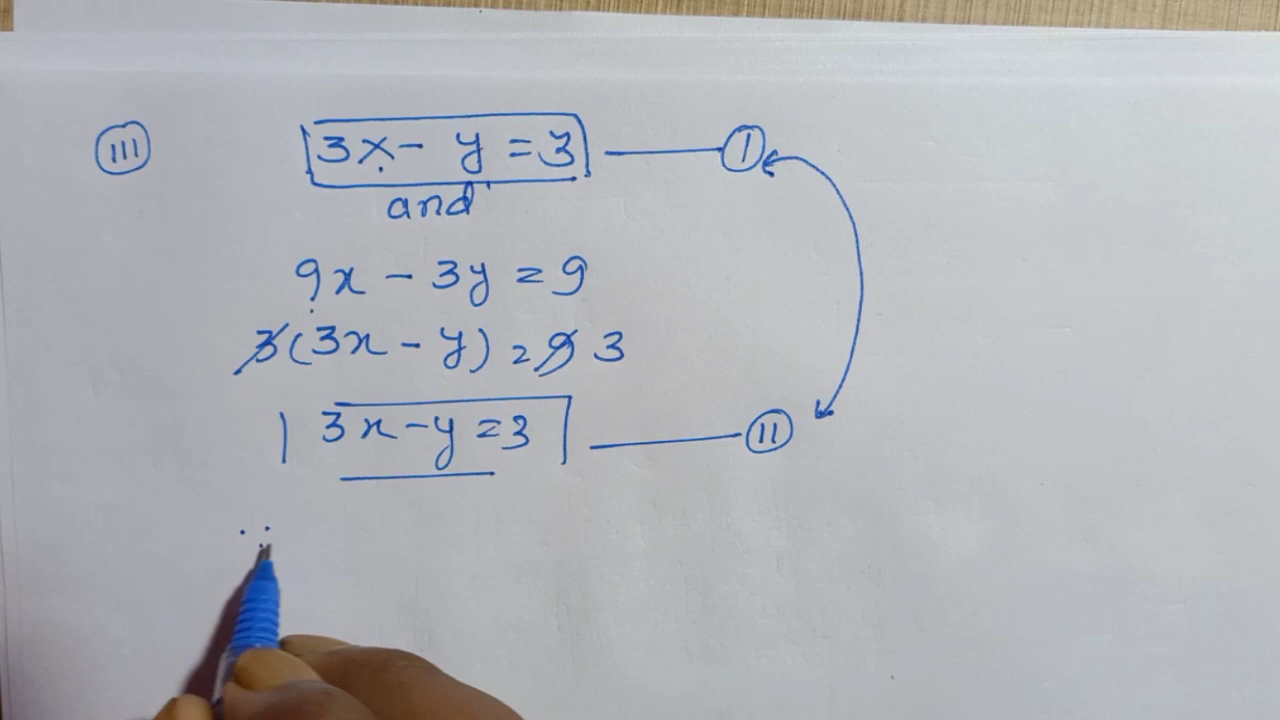 III 3x - y = 3 I
and
9x - 3y = 9
3(3x - y) = 9 3
3x - y = 3 II
∵